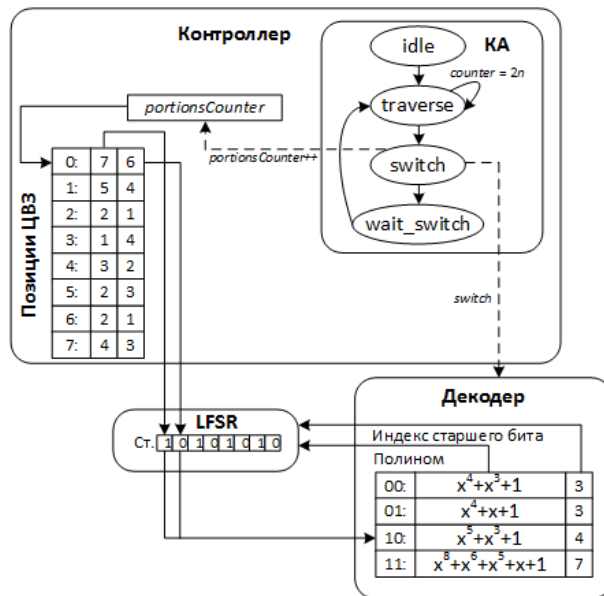 Контроллер
КА
idle
counter = 2n
traverse
portionsCounter
portionsCounter++
switch
wait_switch
Позиции ЦВЗ
0: 7 6
1: 5 4
2: 2 1
3: 1 4
4: 3 2
5: 2 3
6: 2 1
7: 4 3
switch
Декодер
LFSR
Ст. 1 0 1 0 1 0 1 0
Индекс старшего бита
Полином
00: x⁴+x³+1 3
01: x⁴+x+1 3
10: x⁵+x³+1 4
11: x⁸+x⁶+x⁵+x+1 7